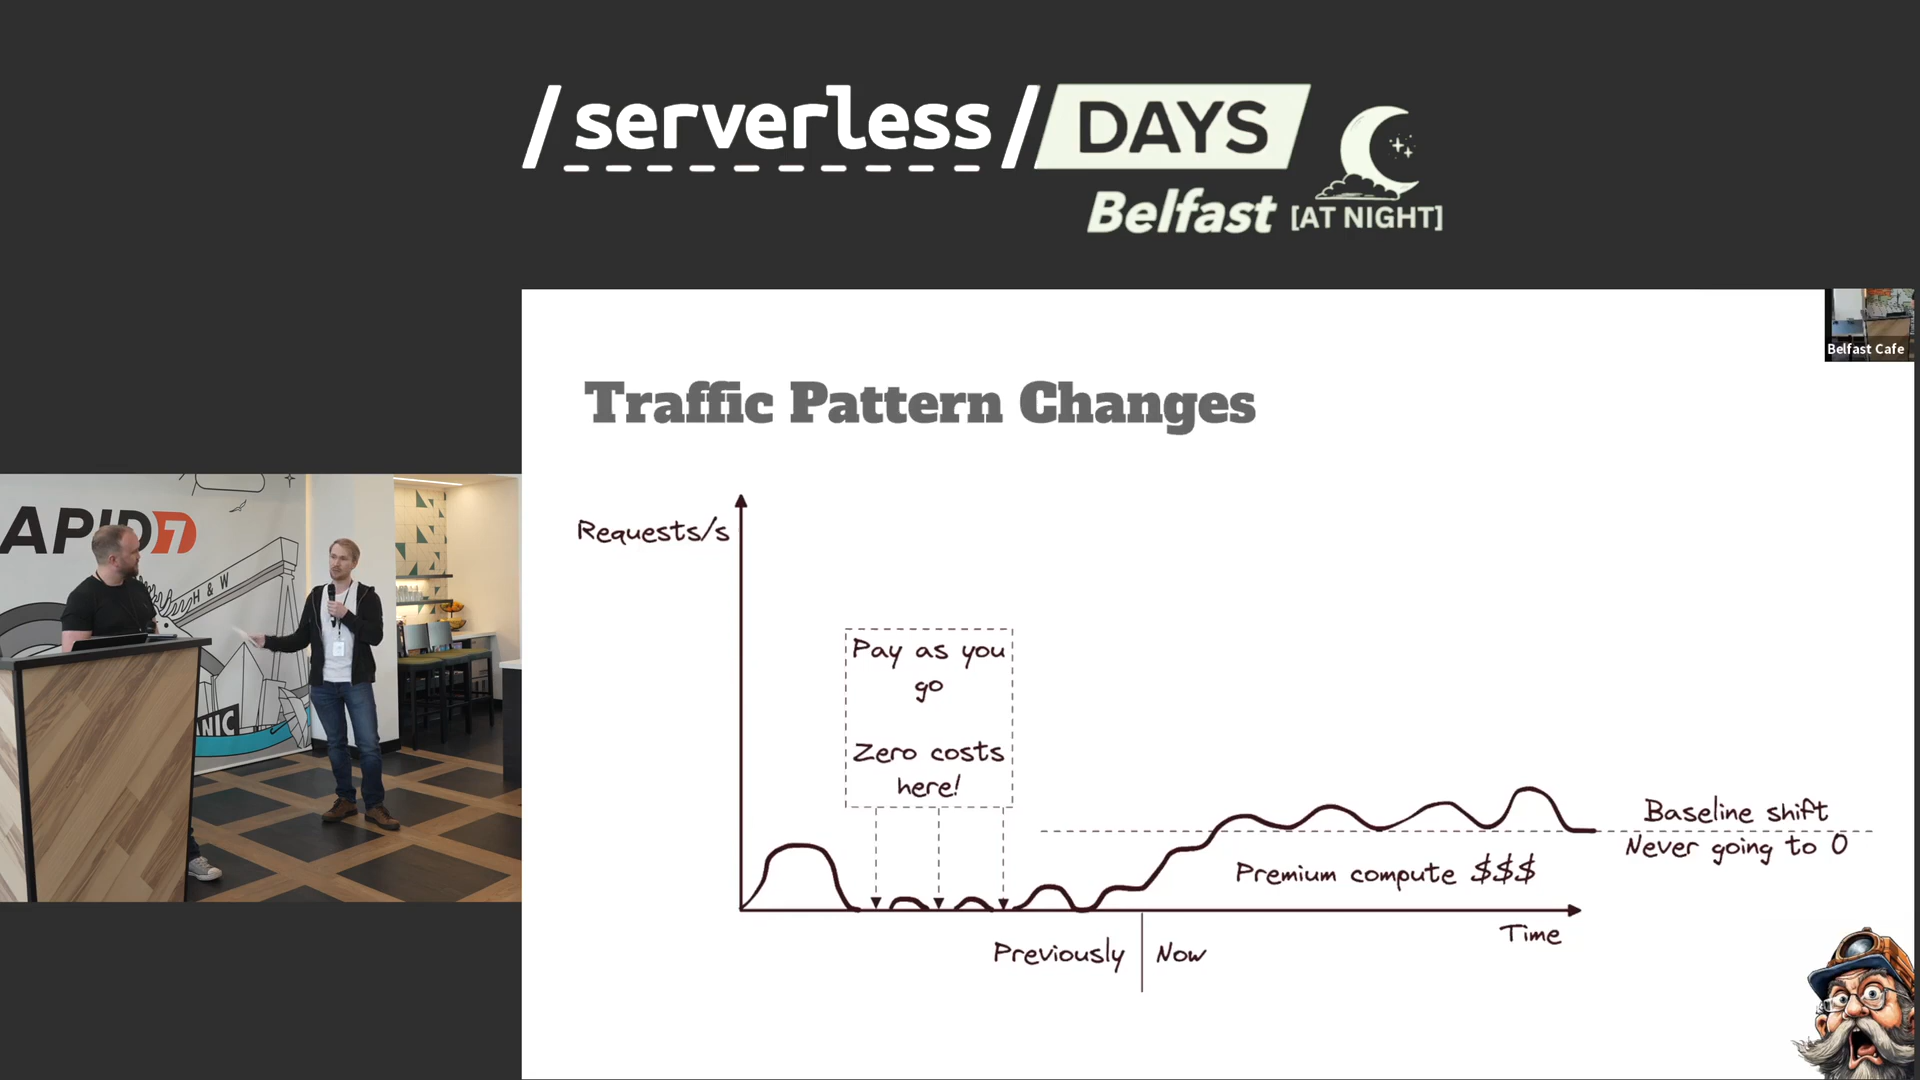 /serverless/DAYS
Belfast [AT NIGHT]
Belfast Cafe
Traffic Pattern Changes
Requests/s
Pay as you
go
Zero costs
here!
Baseline shift
Never going to 0
Premium compute $$$
Time
Previously
Now
APID7
H & W
NIC